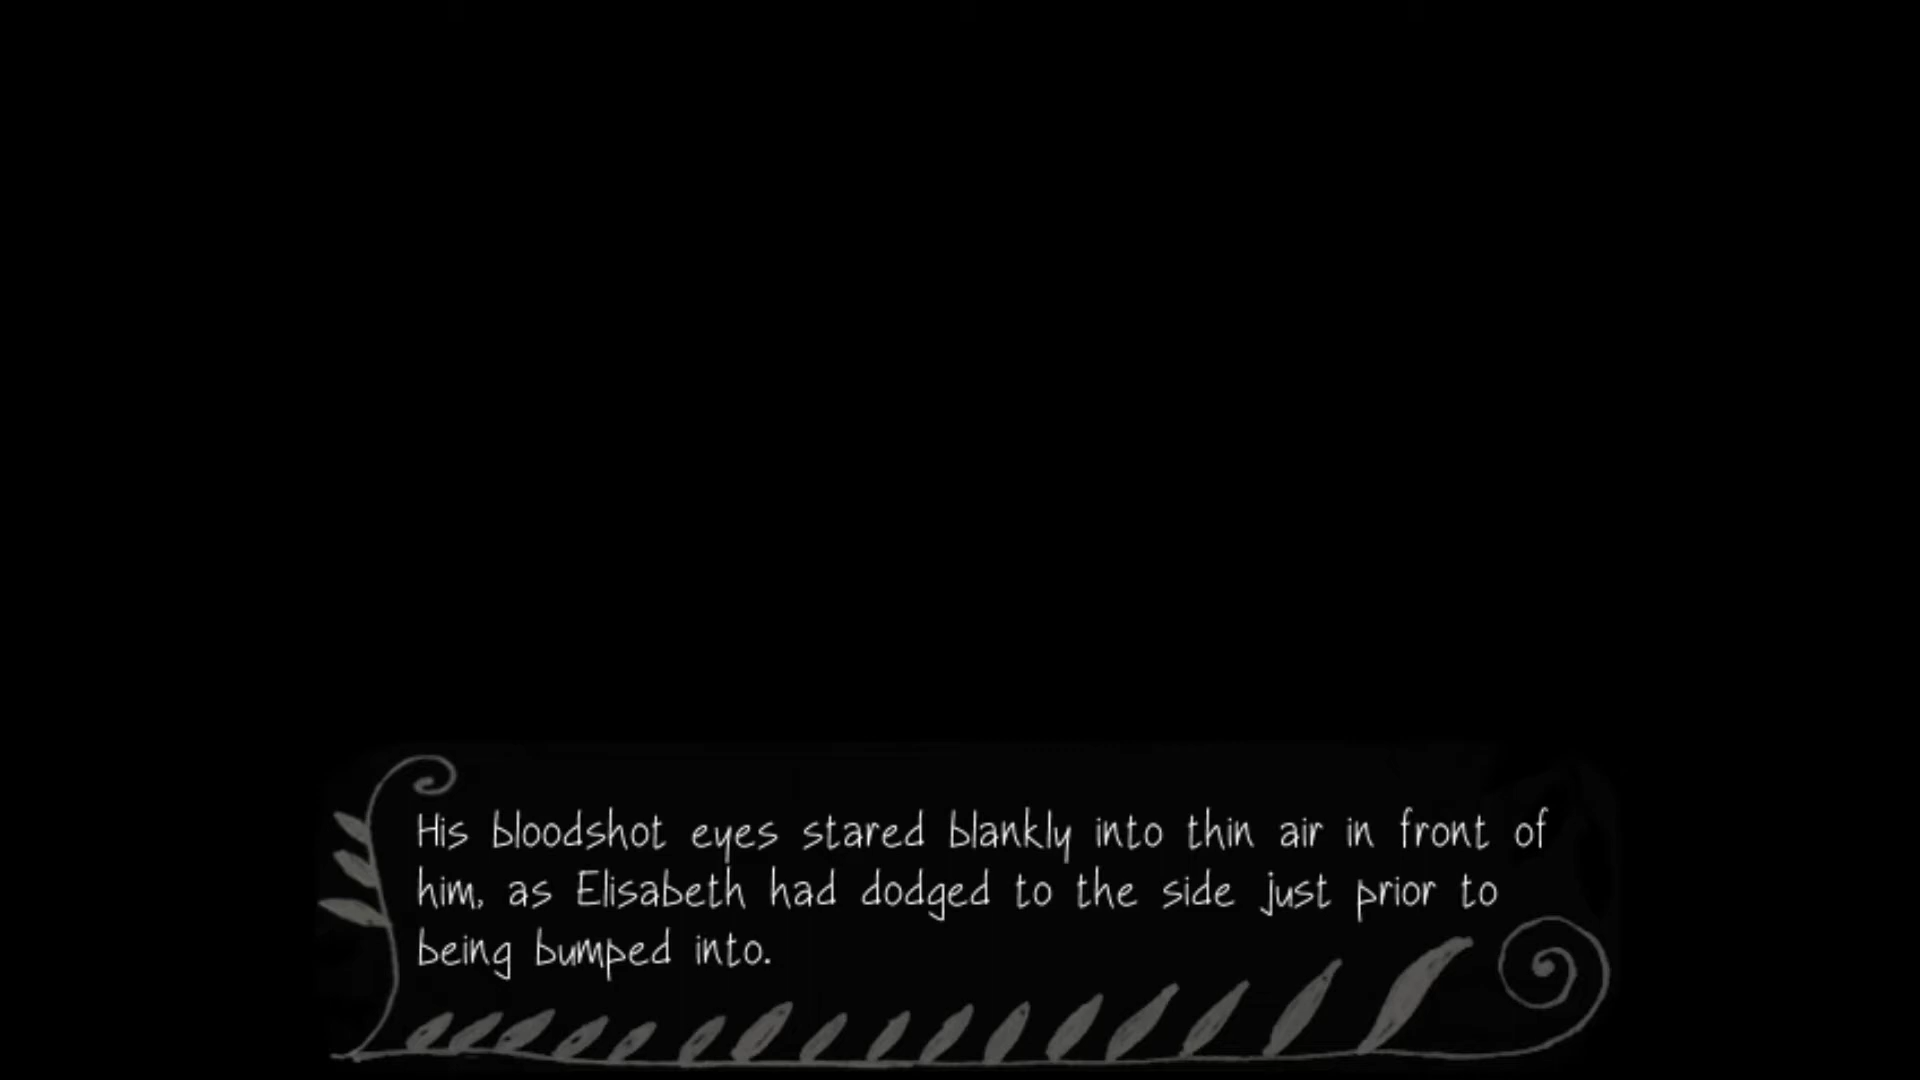 His bloodshot eyes stared blankly into thin air in front of
him, as Elisabeth had dodged to the side just prior to
being bumped into.